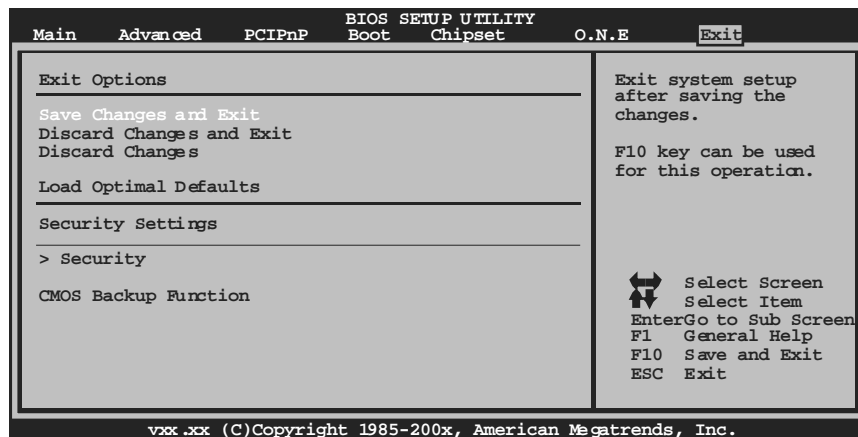 BIOS SETUP UTILITY
Main Advanced PCIPnP Boot Chipset O.N.E Exit
Exit Options
Save Changes and Exit
Discard Changes and Exit
Discard Changes
Load Optimal Defaults
Security Settings
> Security
CMOS Backup Function
Exit system setup
after saving the
changes.
F10 key can be used
for this operation.
Select Screen
Select Item
EnterGo to Sub Screen
F1 General Help
F10 Save and Exit
ESC Exit
vxx.xx (C)Copyright 1985-200x, American Megatrends, Inc.